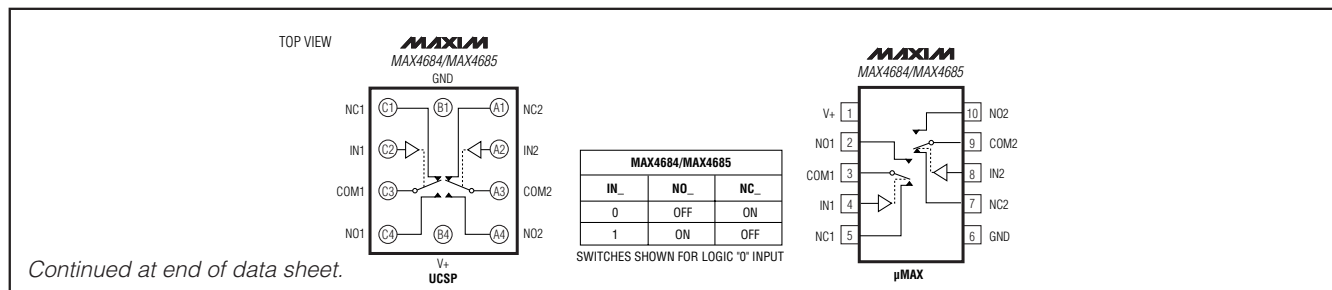 TOP VIEW
MAXIM
MAX4684/MAX4685
GND
NC1 C1 B1 A1 NC2
IN1 C2 A2 IN2
COM1 C3 A3 COM2
NO1 C4 B4 A4 NO2
V+
UCSP
MAX4684/MAX4685
IN_ NO_ NC_
0 OFF ON
1 ON OFF
SWITCHES SHOWN FOR LOGIC "0" INPUT
MAXIM
MAX4684/MAX4685
V+ 1 10 NO2
NO1 2 9 COM2
COM1 3 8 IN2
IN1 4 7 NC2
NC1 5 6 GND
µMAX
Continued at end of data sheet.